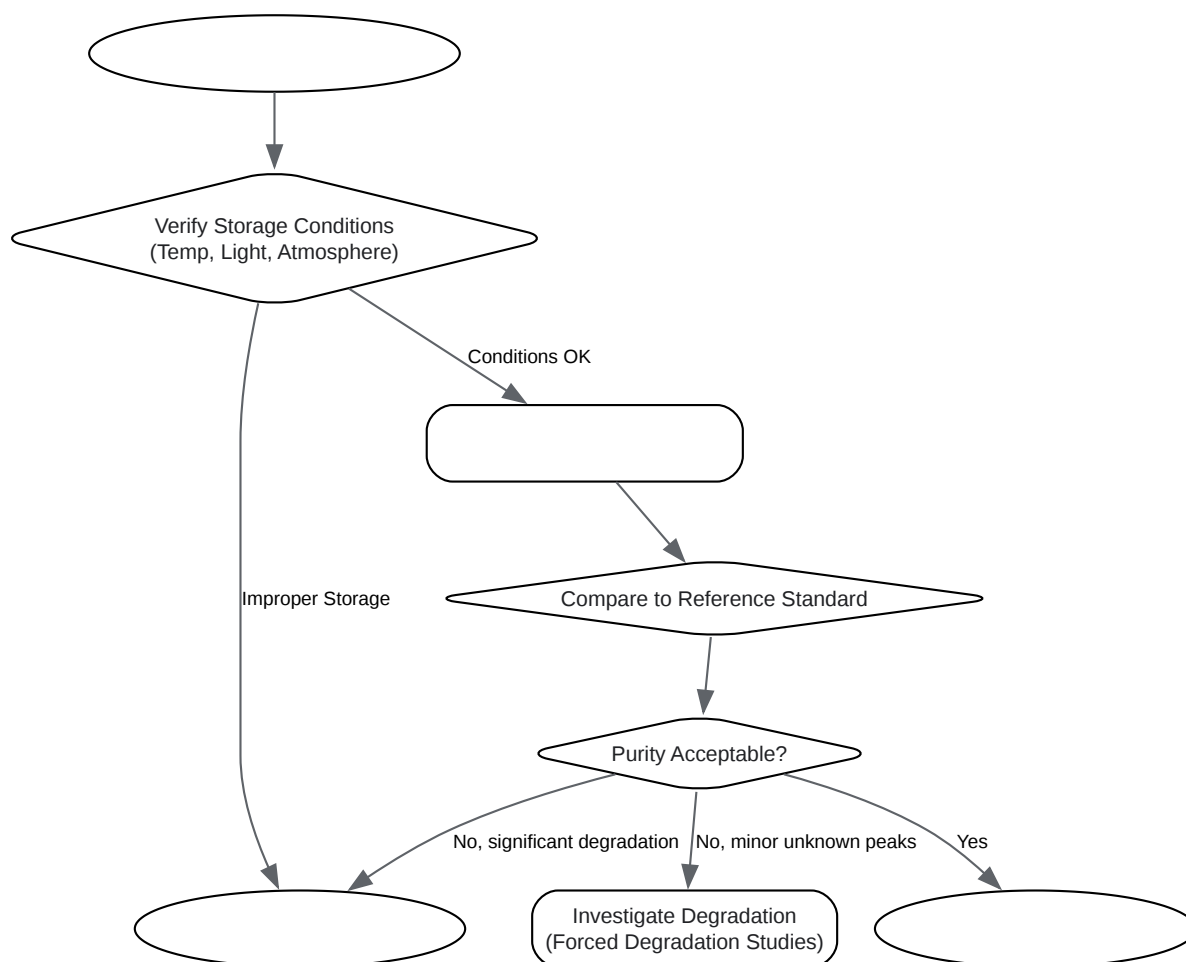 Verify Storage Conditions
(Temp, Light, Atmosphere)
Conditions OK
Improper Storage
Compare to Reference Standard
Purity Acceptable?
No, significant degradation
No, minor unknown peaks
Yes
Investigate Degradation
(Forced Degradation Studies)